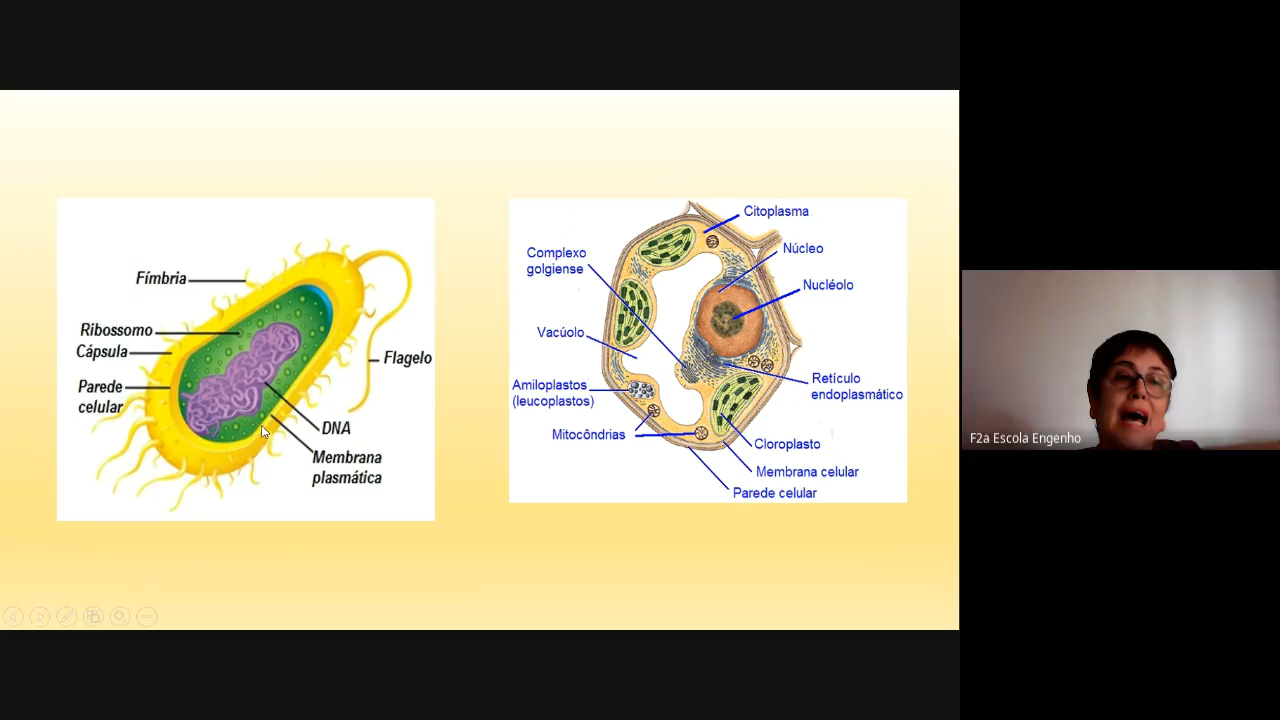 Fímbria
Ribossomo
Cápsula
Parede
celular
Flagelo
DNA
Membrana
plasmática
Citoplasma
Complexo
golgiense
Núcleo
Nucléolo
Vacúolo
Amiloplastos
(leucoplastos)
Retículo
endoplasmático
Mitocôndrias
Cloroplasto
Membrana celular
Parede celular
F2a Escola Engenho